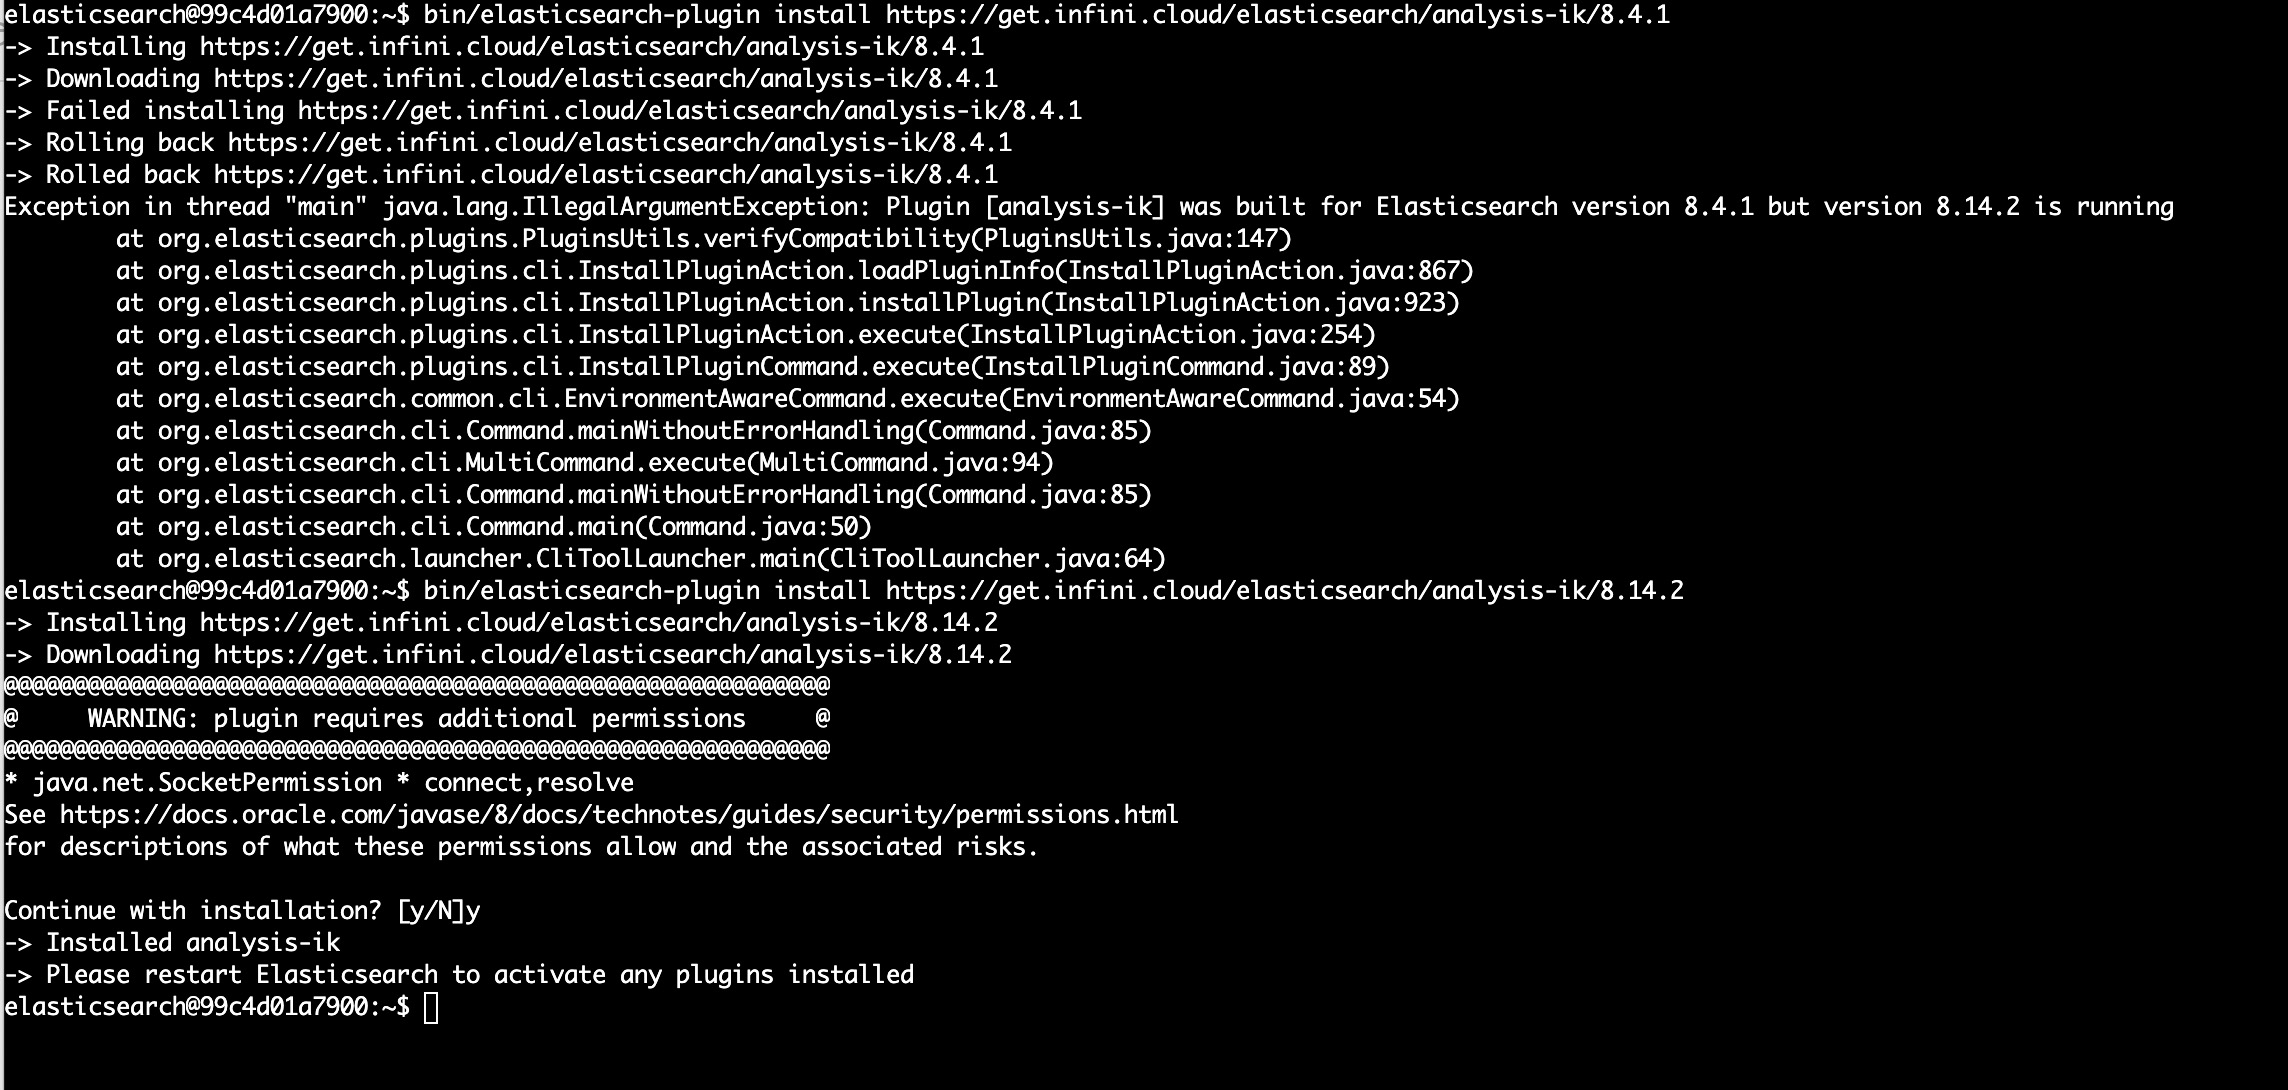 elasticsearch@99c4d01a7900:~$ bin/elasticsearch-plugin install https://get.infini.cloud/elasticsearch/analysis-ik/8.4.1
-> Installing https://get.infini.cloud/elasticsearch/analysis-ik/8.4.1
-> Downloading https://get.infini.cloud/elasticsearch/analysis-ik/8.4.1
-> Failed installing https://get.infini.cloud/elasticsearch/analysis-ik/8.4.1
-> Rolling back https://get.infini.cloud/elasticsearch/analysis-ik/8.4.1
-> Rolled back https://get.infini.cloud/elasticsearch/analysis-ik/8.4.1
Exception in thread "main" java.lang.IllegalArgumentException: Plugin [analysis-ik] was built for Elasticsearch version 8.4.1 but version 8.14.2 is running
        at org.elasticsearch.plugins.PluginsUtils.verifyCompatibility(PluginsUtils.java:147)
        at org.elasticsearch.plugins.cli.InstallPluginAction.loadPluginInfo(InstallPluginAction.java:867)
        at org.elasticsearch.plugins.cli.InstallPluginAction.installPlugin(InstallPluginAction.java:923)
        at org.elasticsearch.plugins.cli.InstallPluginAction.execute(InstallPluginAction.java:254)
        at org.elasticsearch.plugins.cli.InstallPluginCommand.execute(InstallPluginCommand.java:89)
        at org.elasticsearch.common.cli.EnvironmentAwareCommand.execute(EnvironmentAwareCommand.java:54)
        at org.elasticsearch.cli.Command.mainWithoutErrorHandling(Command.java:85)
        at org.elasticsearch.cli.MultiCommand.execute(MultiCommand.java:94)
        at org.elasticsearch.cli.Command.mainWithoutErrorHandling(Command.java:85)
        at org.elasticsearch.cli.Command.main(Command.java:50)
        at org.elasticsearch.launcher.CliToolLauncher.main(CliToolLauncher.java:64)
elasticsearch@99c4d01a7900:~$ bin/elasticsearch-plugin install https://get.infini.cloud/elasticsearch/analysis-ik/8.14.2
-> Installing https://get.infini.cloud/elasticsearch/analysis-ik/8.14.2
-> Downloading https://get.infini.cloud/elasticsearch/analysis-ik/8.14.2
@@@@@@@@@@@@@@@@@@@@@@@@@@@@@@@@@@@@@@@@@@@@@@@@@@@@@@@@@@@
@     WARNING: plugin requires additional permissions     @
@@@@@@@@@@@@@@@@@@@@@@@@@@@@@@@@@@@@@@@@@@@@@@@@@@@@@@@@@@@
* java.net.SocketPermission * connect,resolve
See https://docs.oracle.com/javase/8/docs/technotes/guides/security/permissions.html
for descriptions of what these permissions allow and the associated risks.

Continue with installation? [y/N]y
-> Installed analysis-ik
-> Please restart Elasticsearch to activate any plugins installed
elasticsearch@99c4d01a7900:~$